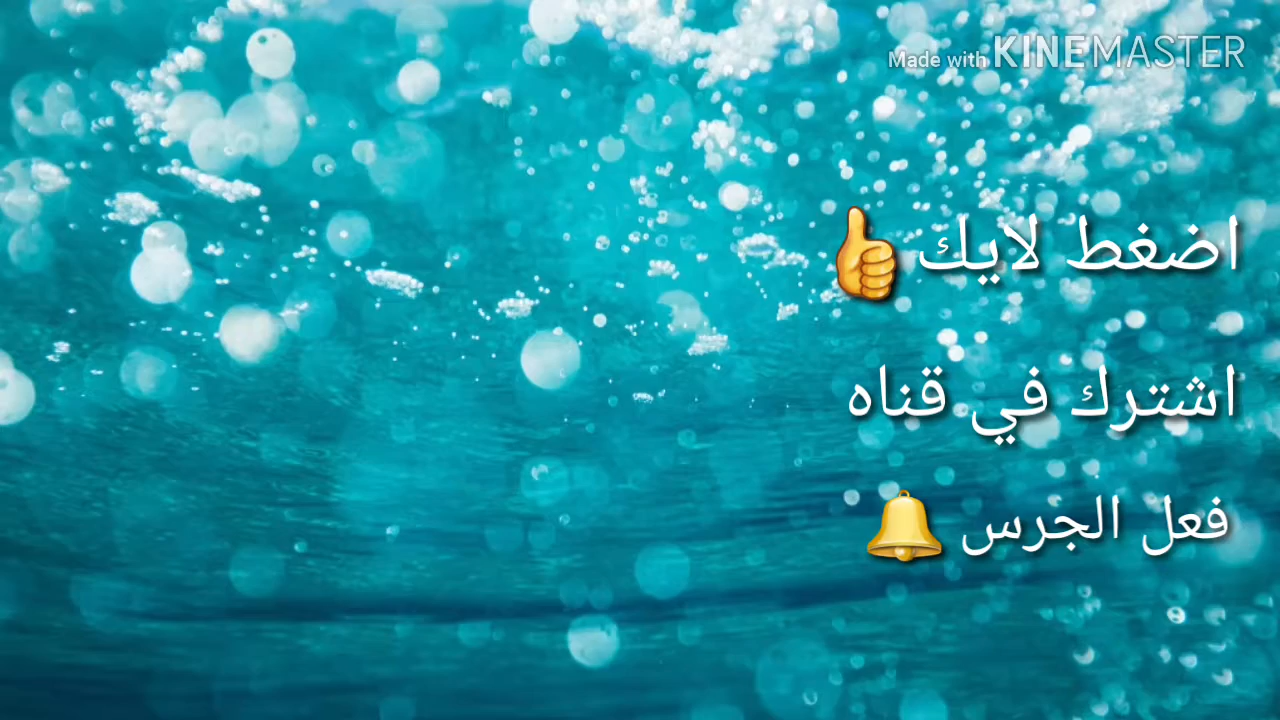 Made with KINEMASTER
اضغط لايك 👍
اشترك في قناه
فعل الجرس 🔔